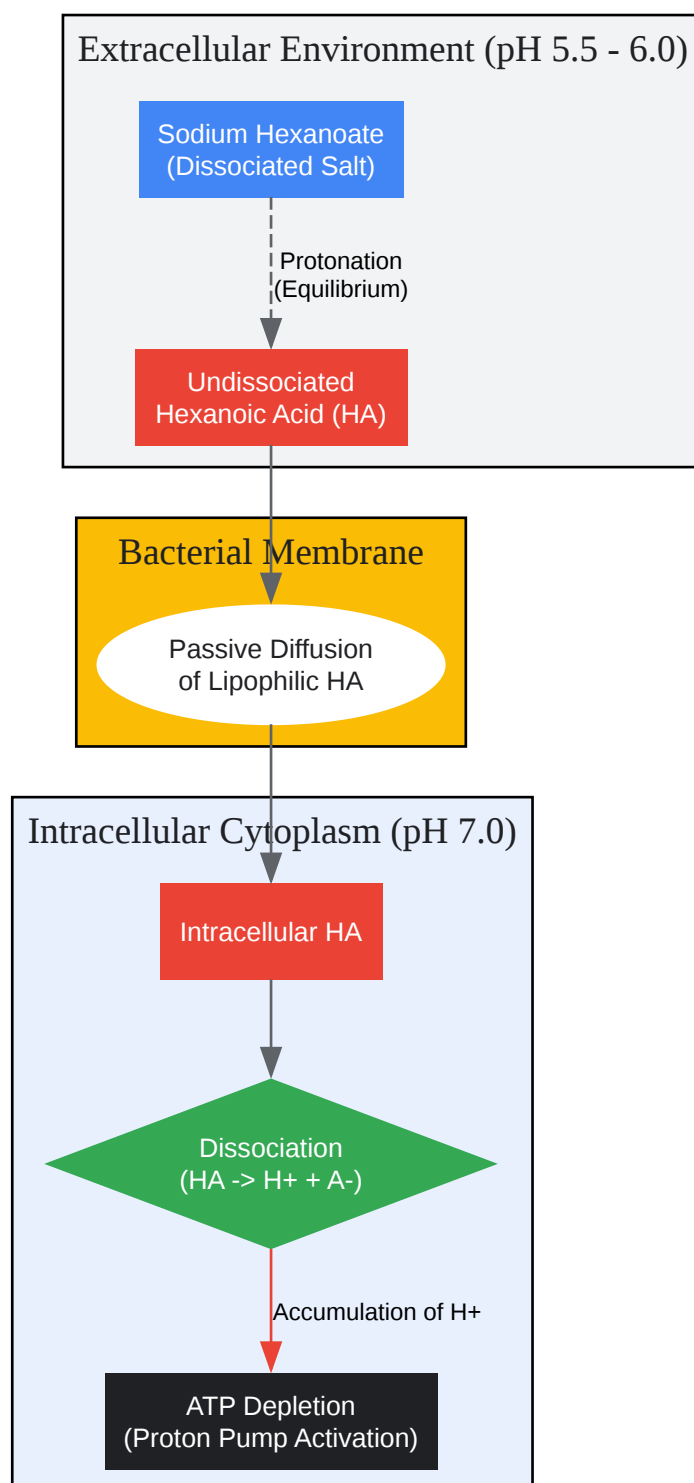 Extracellular Environment (pH 5.5 - 6.0)
Sodium Hexanoate
(Dissociated Salt)
Protonation
(Equilibrium)
Undissociated
Hexanoic Acid (HA)
Bacterial Membrane
Passive Diffusion
of Lipophilic HA
Intracellular Cytoplasm (pH 7.0)
Intracellular HA
Dissociation
(HA -> H+ + A-)
Accumulation of H+
ATP Depletion
(Proton Pump Activation)